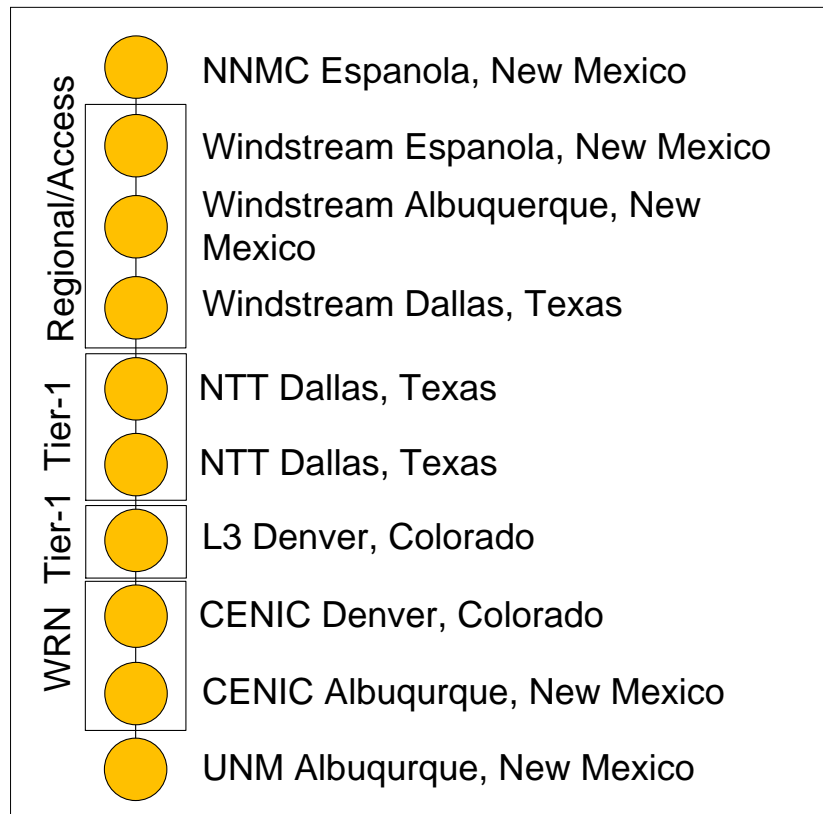 NNMC Espanola, New Mexico
Regional/Access
Windstream Espanola, New Mexico
Windstream Albuquerque, New
Mexico
Windstream Dallas, Texas
Tier-1
NTT Dallas, Texas
NTT Dallas, Texas
Tier-1
L3 Denver, Colorado
WRN
CENIC Denver, Colorado
CENIC Albuqurque, New Mexico
UNM Albuqurque, New Mexico